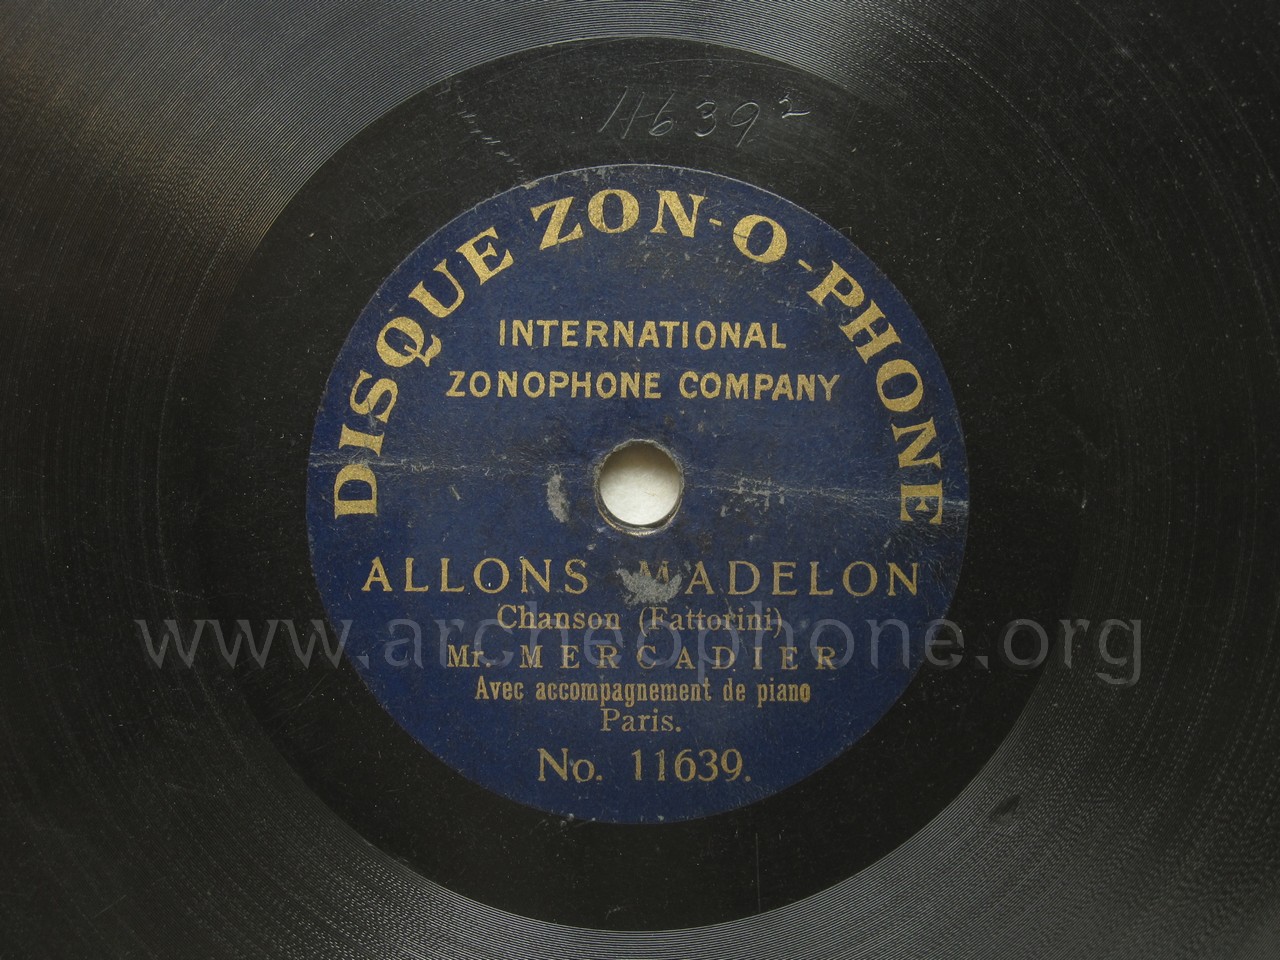 11639²
DISQUE ZON-O-PHONE
INTERNATIONAL
ZONOPHONE COMPANY
ALLONS MADELON
Chanson (Fattorini)
www.archeophone.org
Mr. MERCADIER
Avec accompagnement de piano
Paris.
No. 11639.